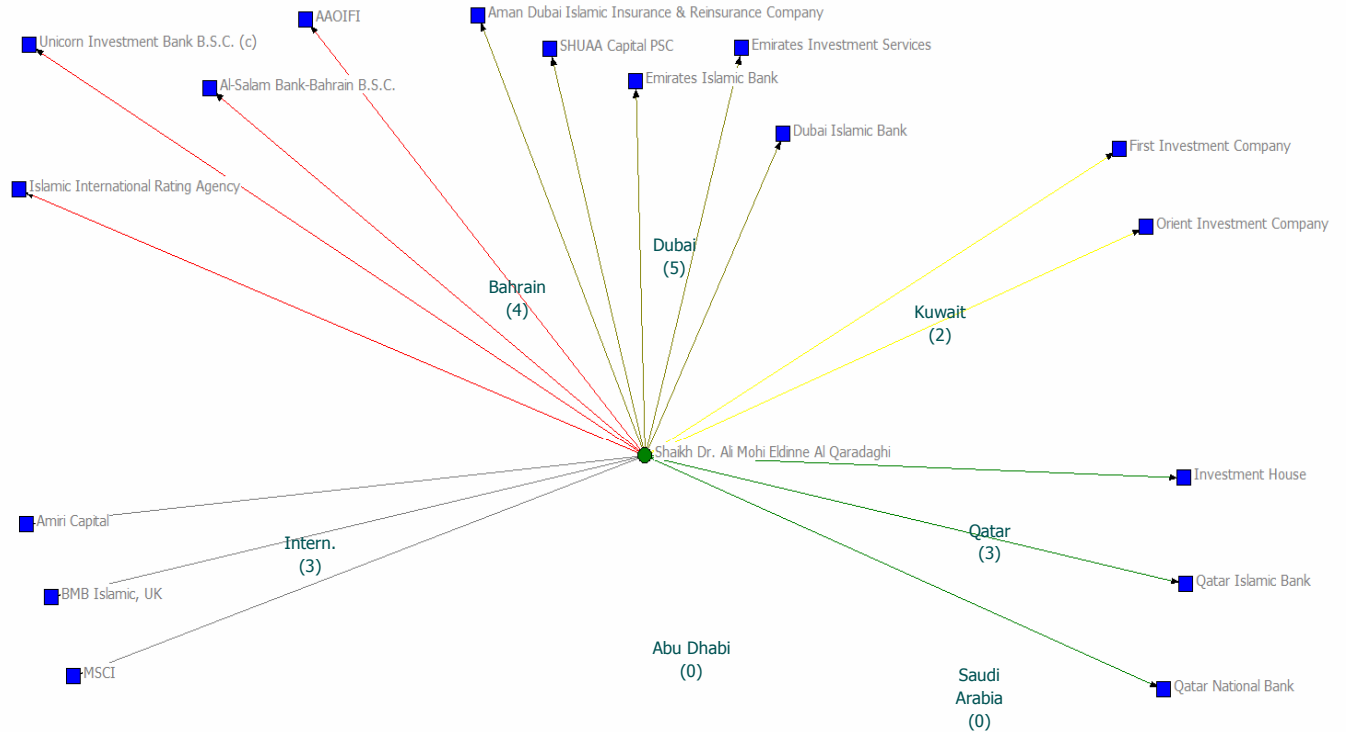 AAOIFI
Aman Dubai Islamic Insurance & Reinsurance Company
Unicorn Investment Bank B.S.C. (c)
SHUAA Capital PSC
Emirates Investment Services
Al-Salam Bank-Bahrain B.S.C.
Emirates Islamic Bank
Dubai Islamic Bank
First Investment Company
Islamic International Rating Agency
Orient Investment Company
Dubai
(5)
Bahrain
(4)
Kuwait
(2)
Shaikh Dr. Ali Mohi Eldinne Al Qaradaghi
Investment House
Amiri Capital
Intern.
(3)
Qatar
(3)
Qatar Islamic Bank
BMB Islamic, UK
Abu Dhabi
(0)
MSCI
Saudi
Arabia
(0)
Qatar National Bank